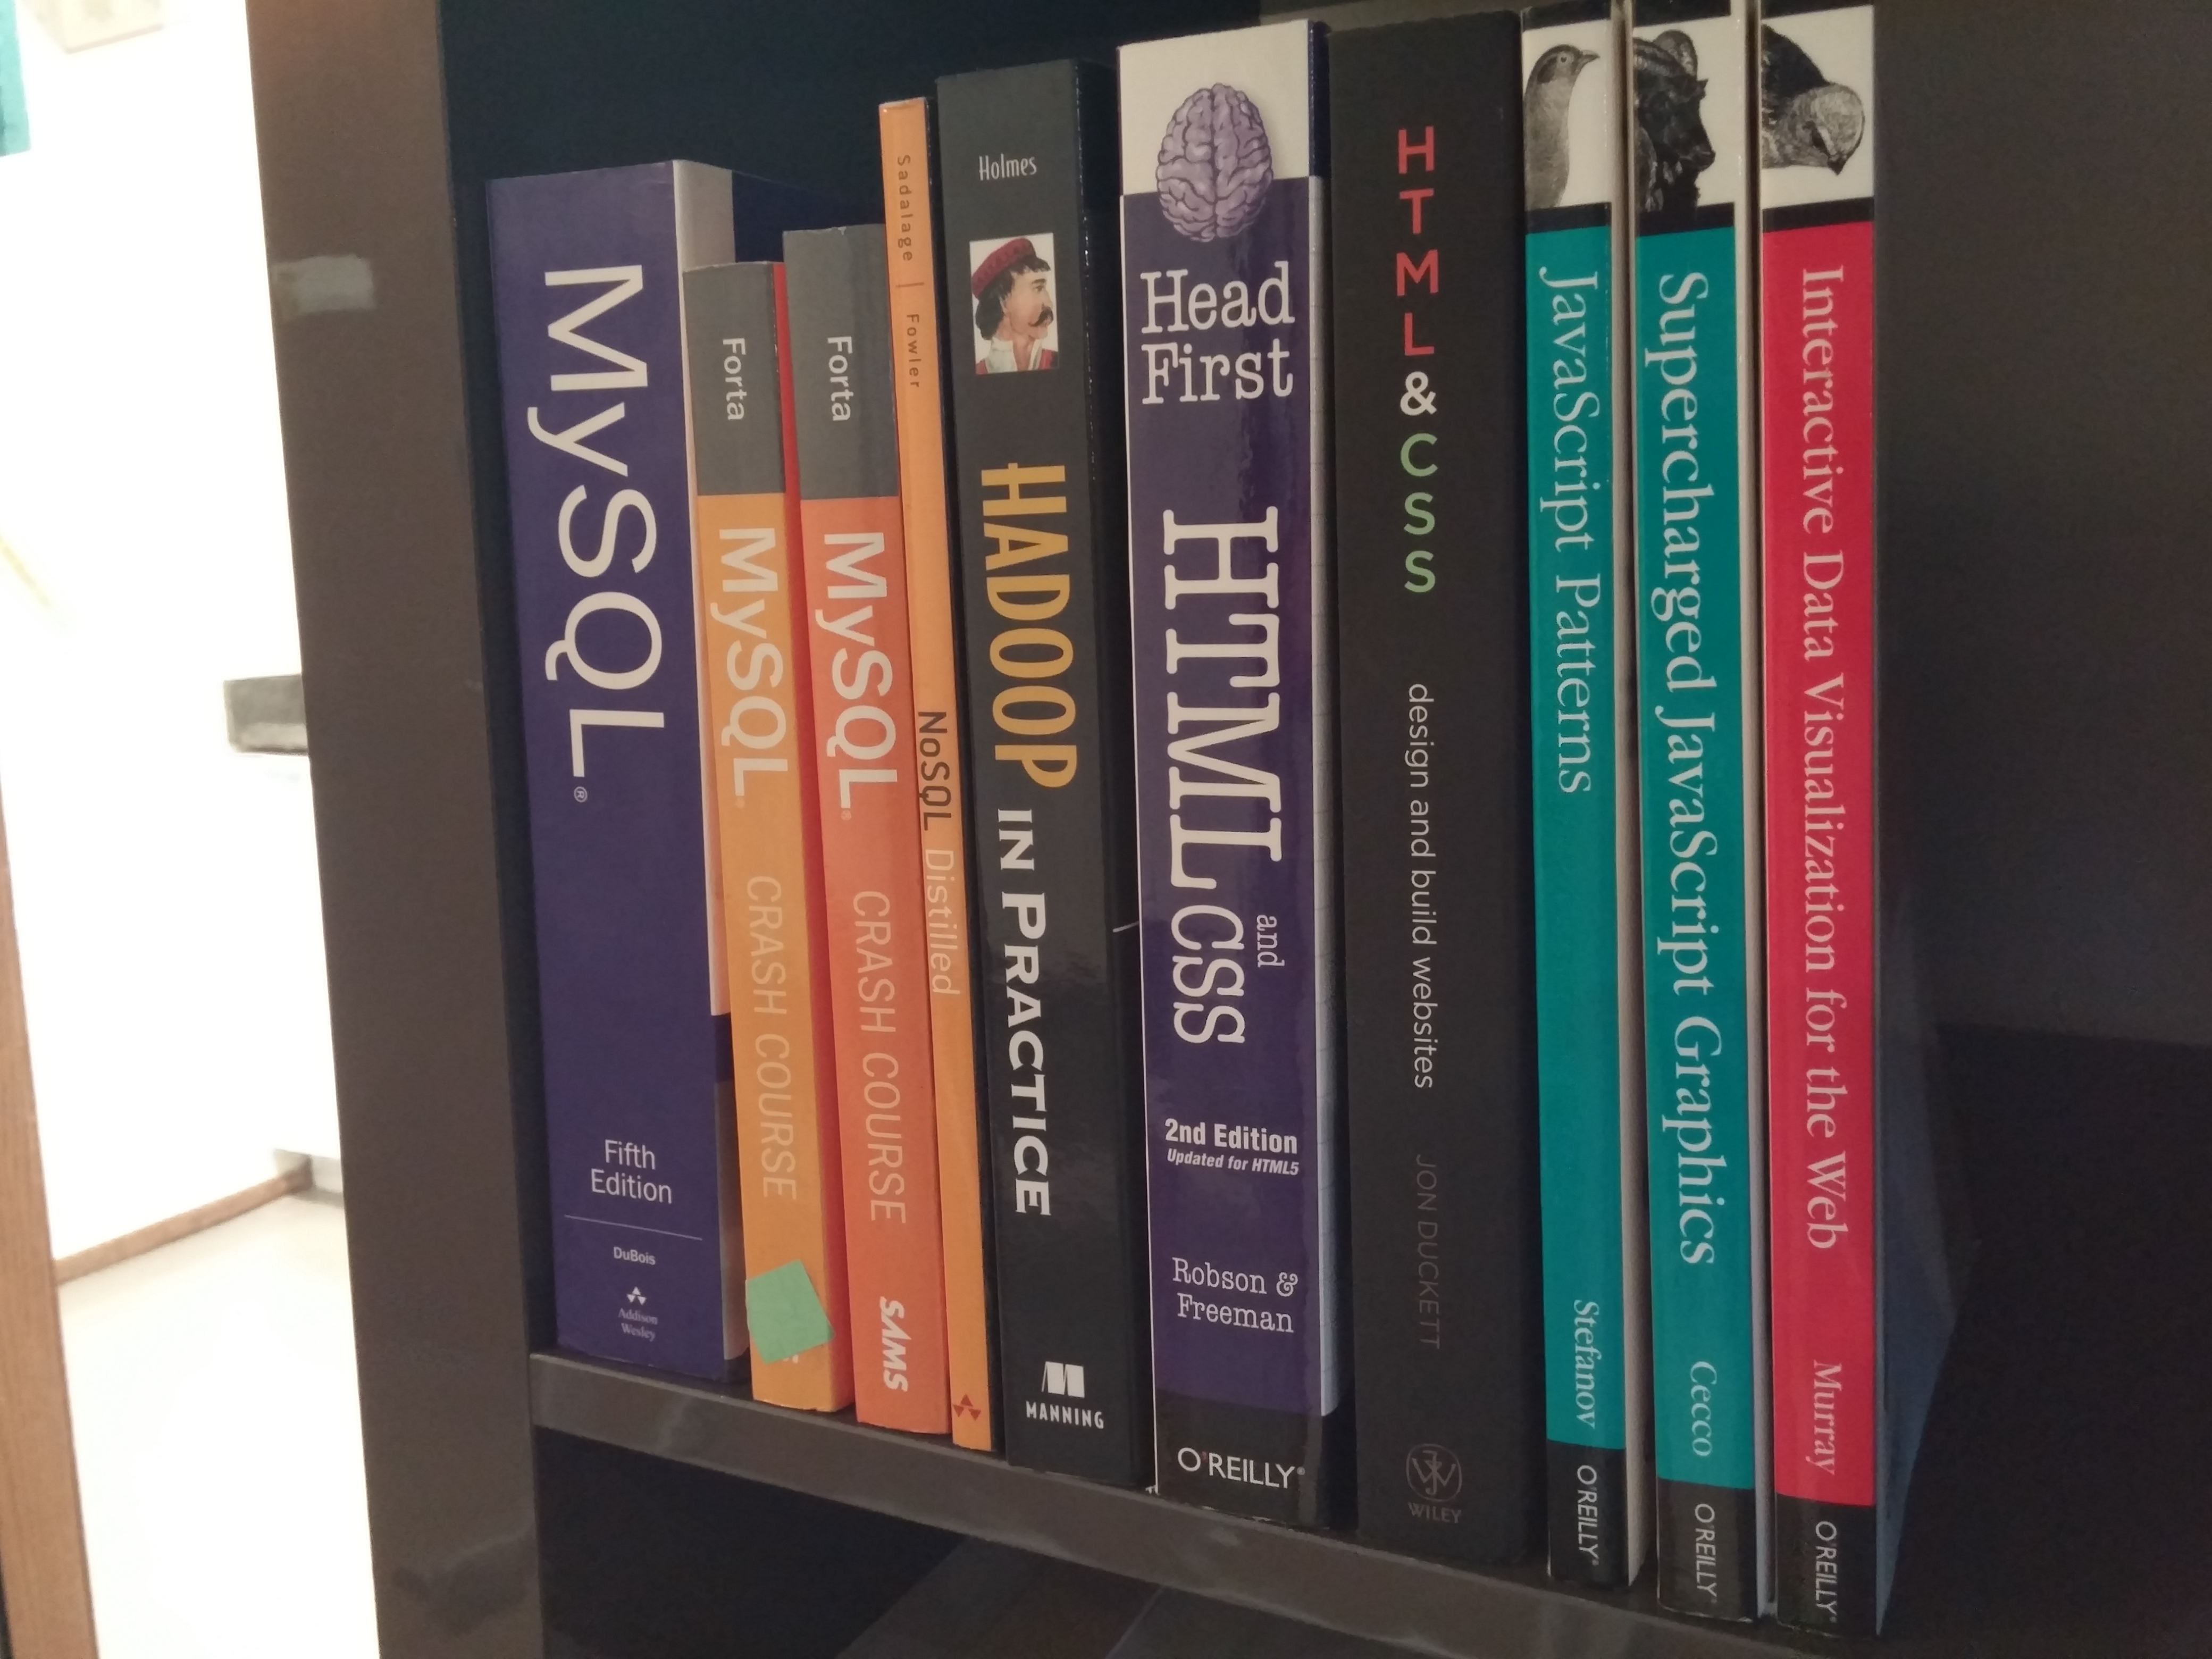 MySQL®
Fifth
Edition
DuBois
Addison
Wesley
Forta
MySQL®
CRASH COURSE
Forta
MySQL®
CRASH COURSE
SAMS
Sadalage | Fowler
NoSQL Distilled
Holmes
HADOOP IN PRACTICE
MANNING
Head
First
HTML and CSS
2nd Edition
Updated for HTML5
Robson &
Freeman
O'REILLY®
HTML & CSS
design and build websites
JON DUCKETT
WILEY
JavaScript Patterns
Stefanov
O'REILLY®
Supercharged JavaScript Graphics
Cecco
O'REILLY®
Interactive Data Visualization for the Web
Murray
O'REILLY®